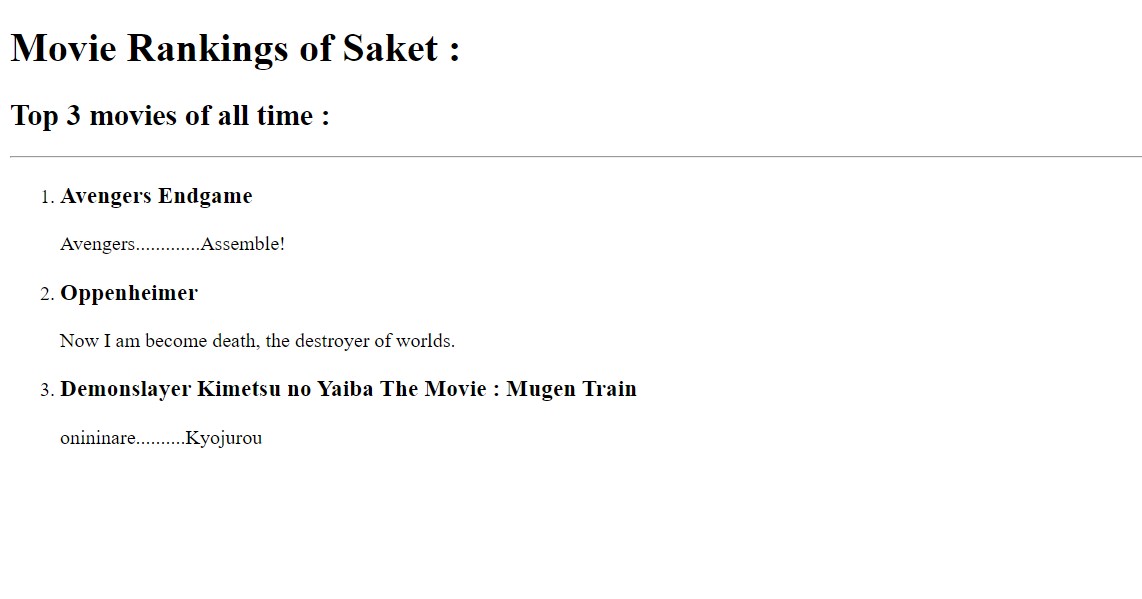 Movie Rankings of Saket :
Top 3 movies of all time :
1. Avengers Endgame
Avengers.............Assemble!
2. Oppenheimer
Now I am become death, the destroyer of worlds.
3. Demonslayer Kimetsu no Yaiba The Movie : Mugen Train
onininare..........Kyojurou